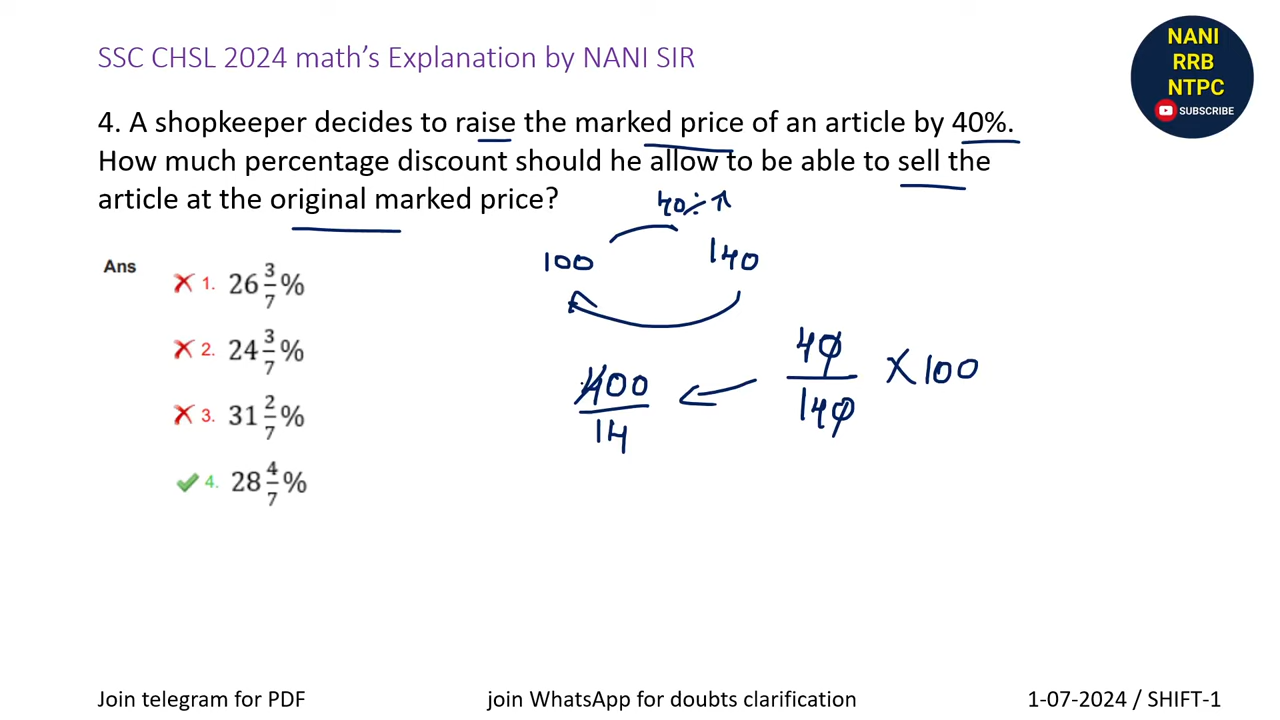 SSC CHSL 2024 math’s Explanation by NANI SIR
NANI
RRB
NTPC
SUBSCRIBE
4. A shopkeeper decides to raise the marked price of an article by 40%.
How much percentage discount should he allow to be able to sell the
article at the original marked price?
40% ↑
100 140
Ans
1. 26 3/7 %
2. 24 3/7 %
3. 31 2/7 %
4. 28 4/7 %
40/140 × 100
400/14
Join telegram for PDF
join WhatsApp for doubts clarification
1-07-2024 / SHIFT-1